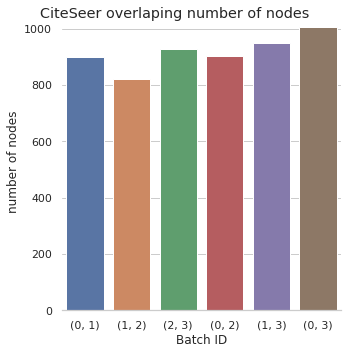 CiteSeer overlaping number of nodes
1000
800
600
400
200
0
number of nodes
(0, 1) (1, 2) (2, 3) (0, 2) (1, 3) (0, 3)
Batch ID